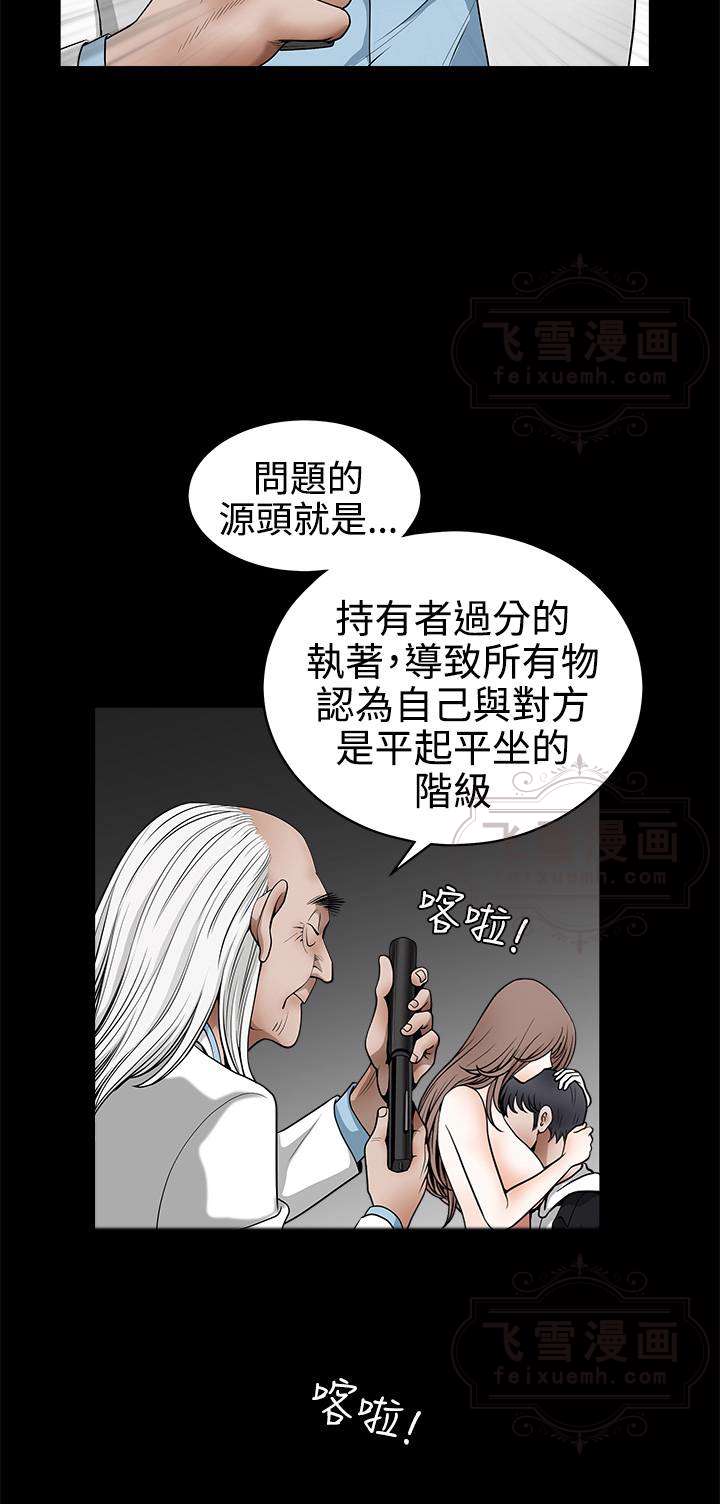 飞雪漫画
feixuemh.com
問題的
源頭就是...
持有者過分的
執著,導致所有物
認為自己與對方
是平起平坐的
階級
飞雪漫画
feixuemh.com
喀啦!
飞雪漫画
feixuemh.com
喀啦!